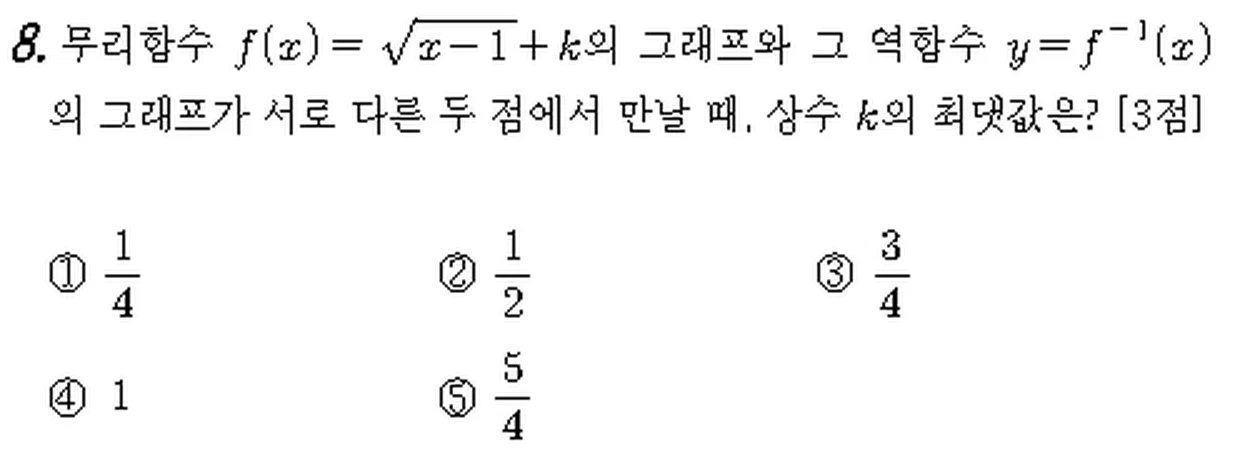 8. 무리함수 f(x)=√(x-1)+k의 그래프와 그 역함수 y=f⁻¹(x)
의 그래프가 서로 다른 두 점에서 만날 때, 상수 k의 최댓값은? [3점]
① 1/4 ② 1/2 ③ 3/4
④ 1 ⑤ 5/4